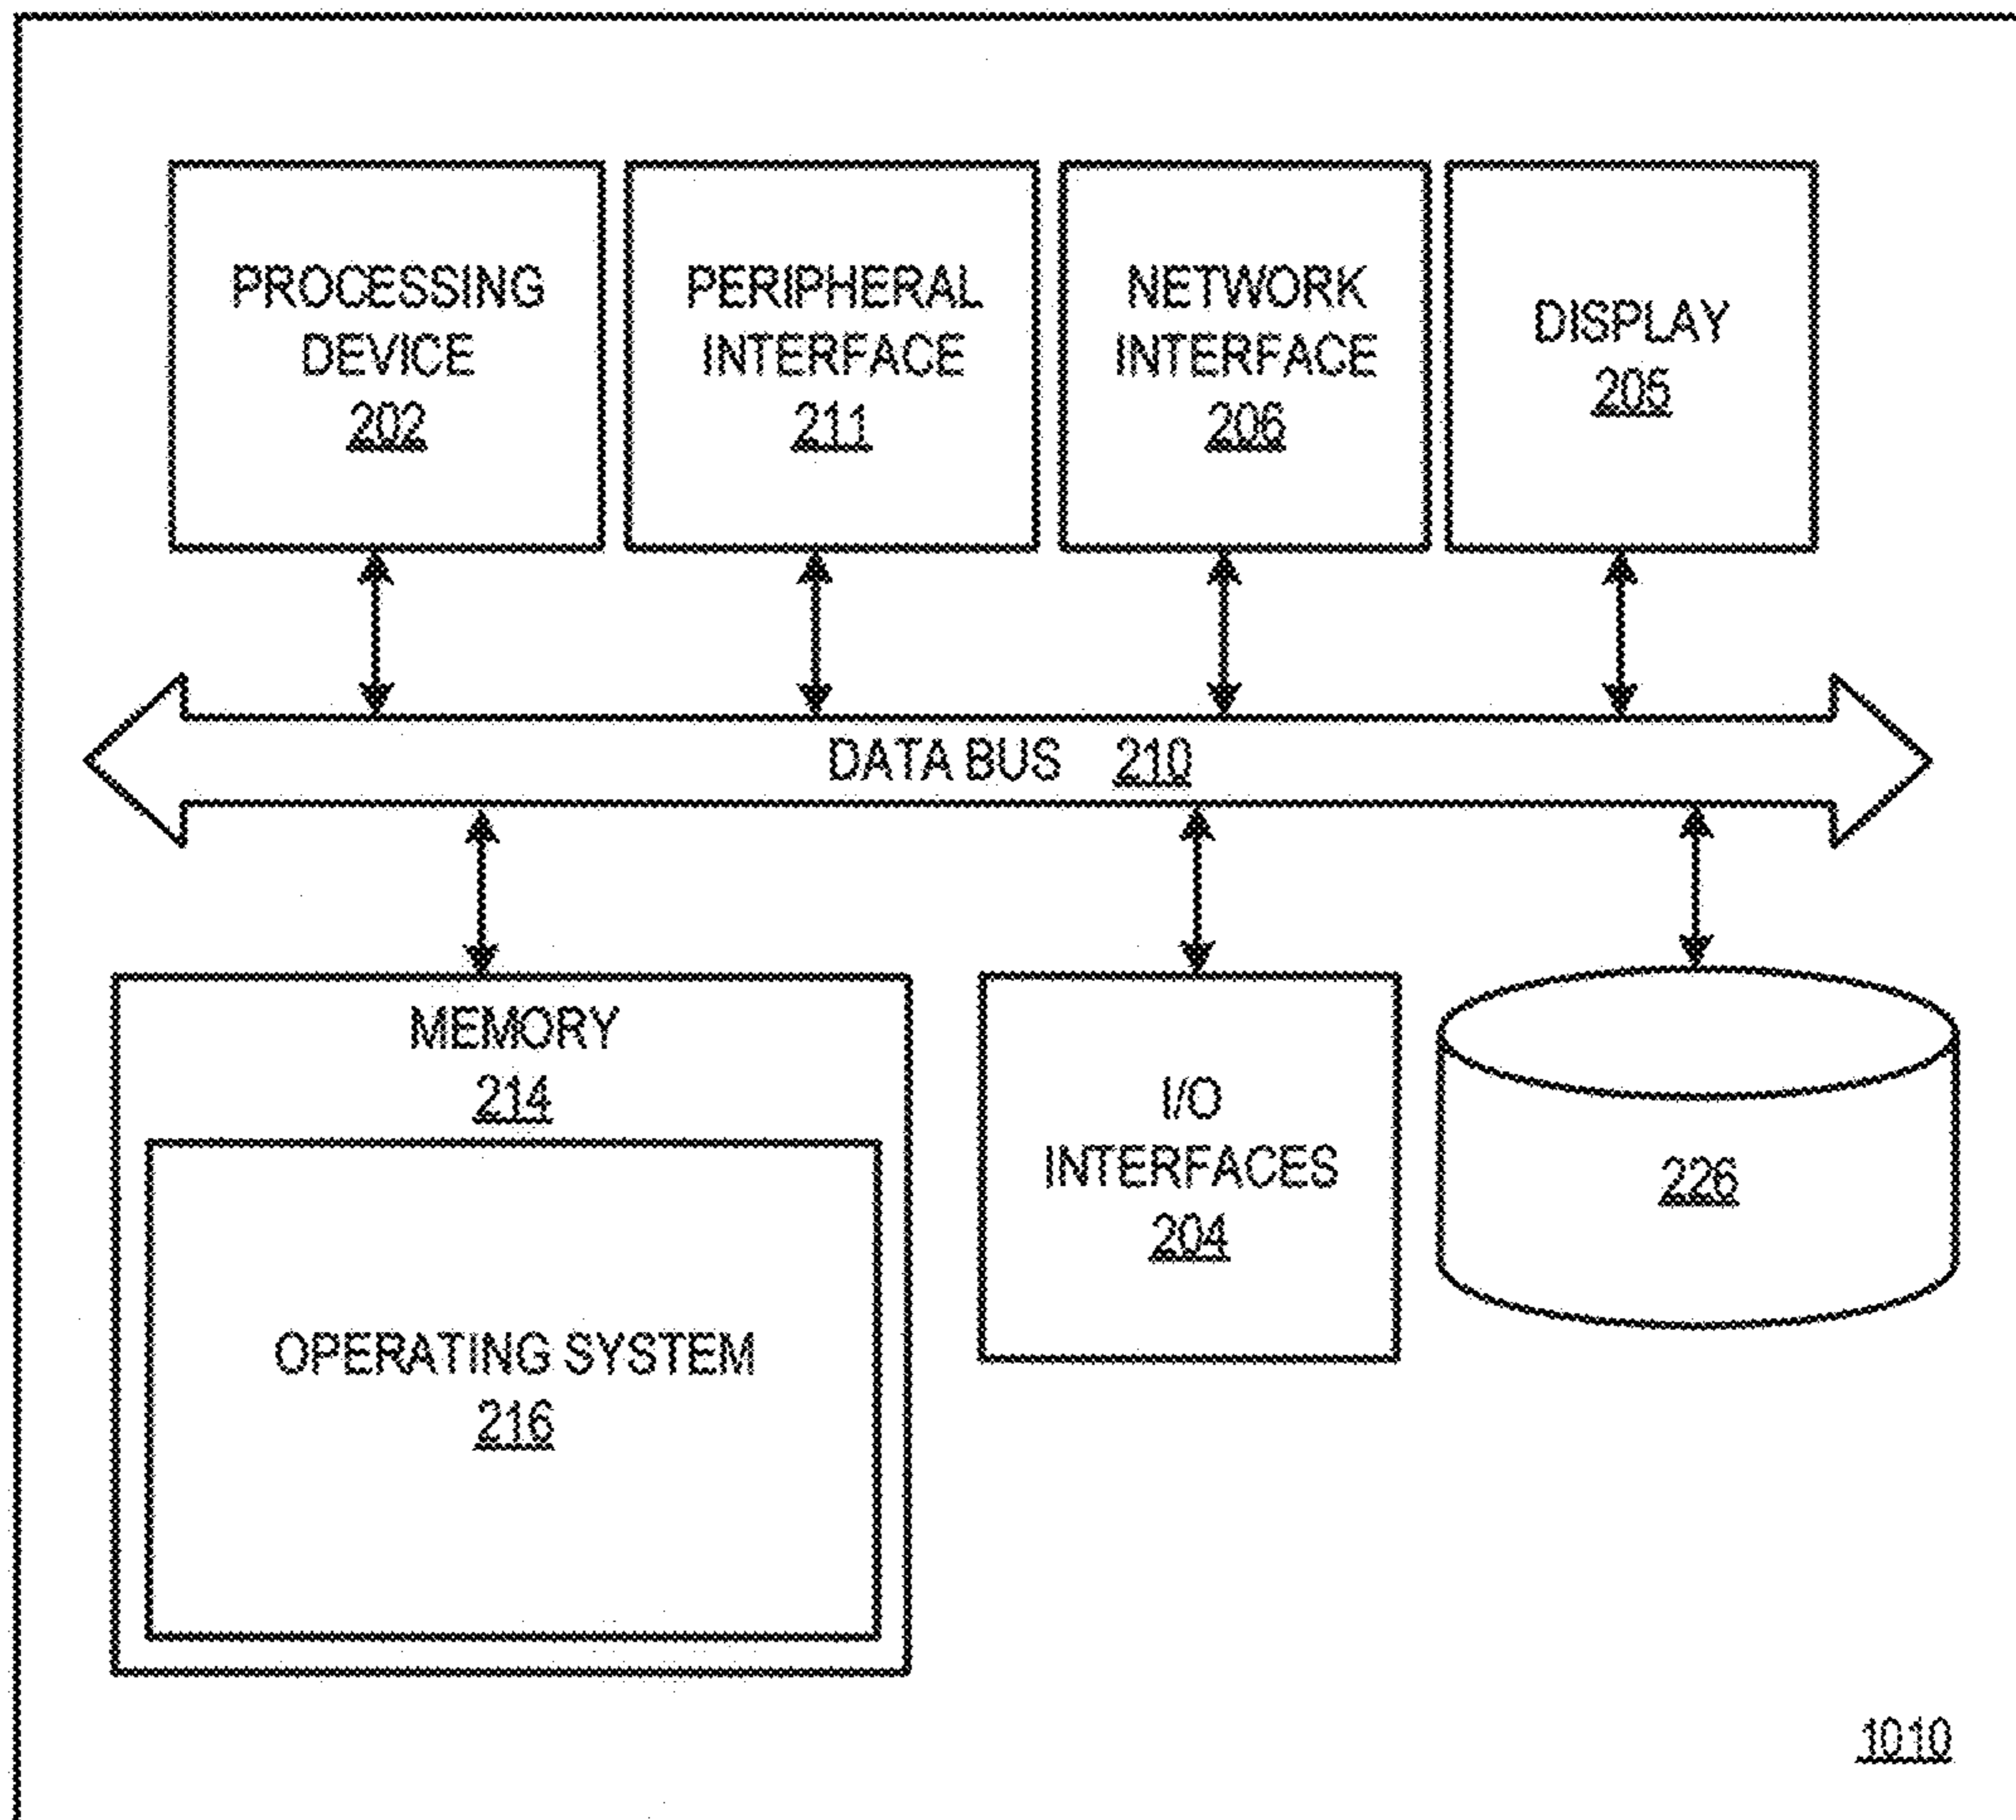 PROCESSING
DEVICE
202
PERIPHERAL
INTERFACE
211
NETWORK
INTERFACE
206
DISPLAY
205
DATA BUS 210
MEMORY
214
OPERATING SYSTEM
216
I/O
INTERFACES
204
226
1010